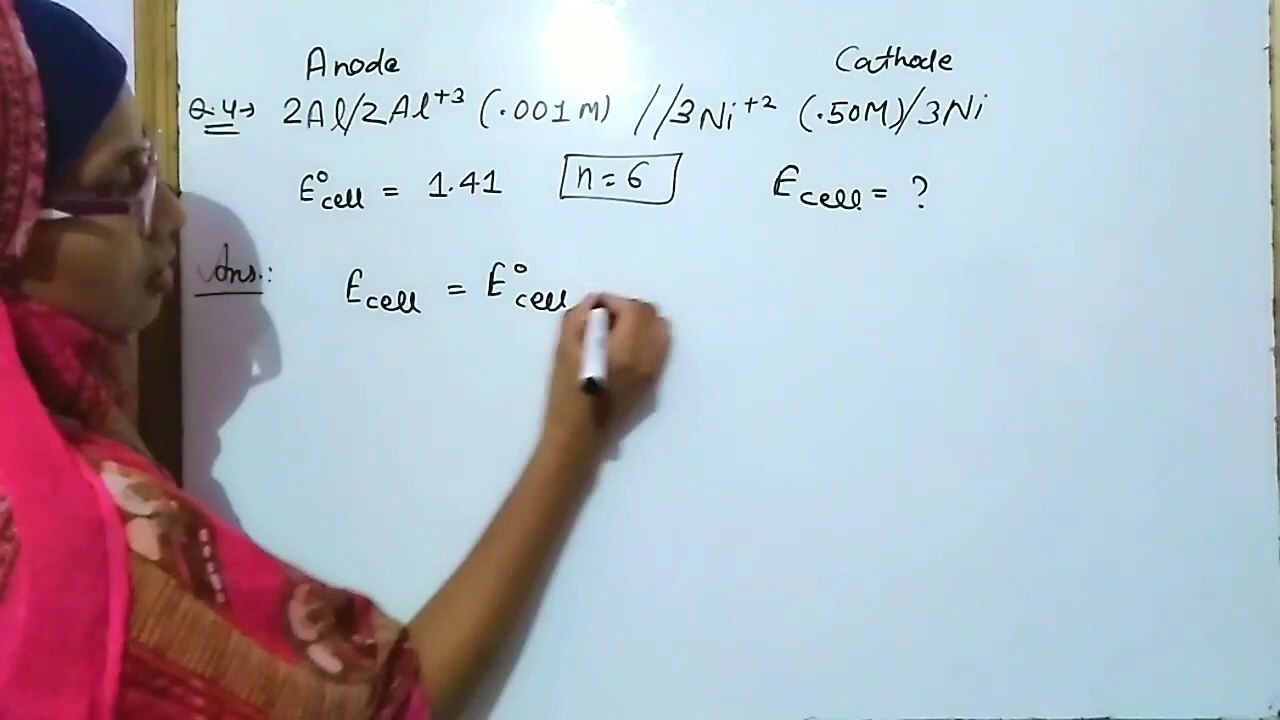 Anode Cathode
Q.4→ 2Al/2Al+3 (.001M) //3Ni+2 (.50M)/3Ni
E°cell = 1.41 n=6 Ecell = ?
Ans.: Ecell = E°cell